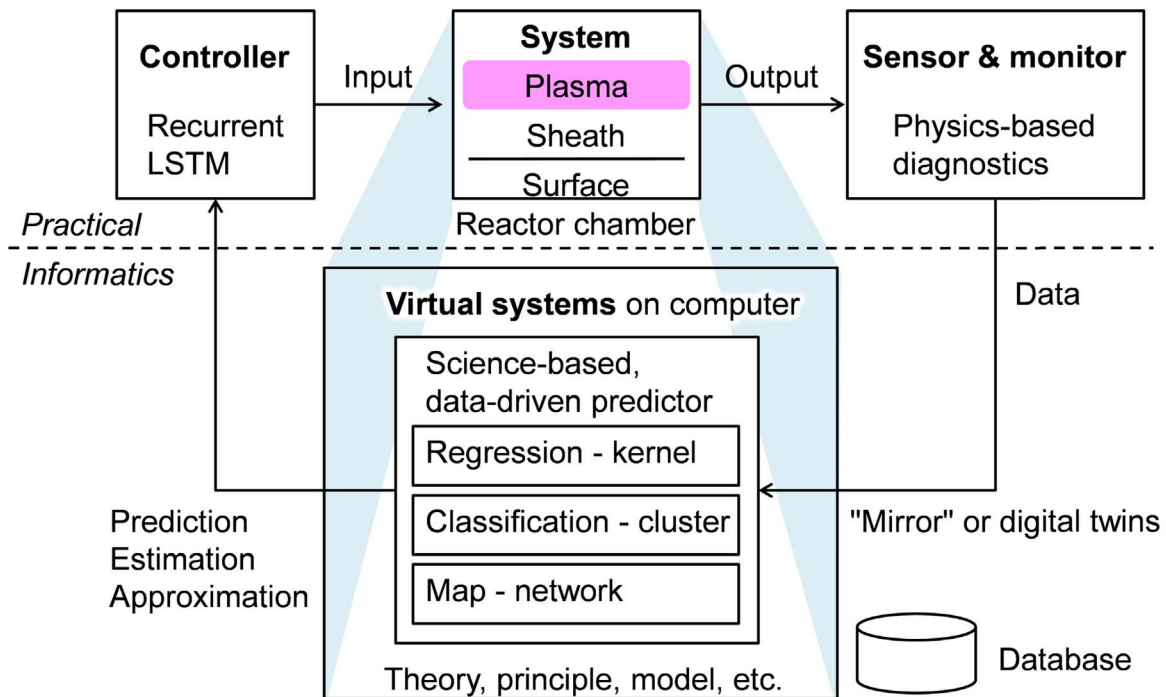 Controller
Recurrent
LSTM
Input
System
Plasma
Sheath
Surface
Reactor chamber
Output
Sensor & monitor
Physics-based
diagnostics
Practical
Informatics
Data
Virtual systems on computer
Science-based,
data-driven predictor
Regression - kernel
Classification - cluster
Map - network
Theory, principle, model, etc.
Prediction
Estimation
Approximation
"Mirror" or digital twins
Database